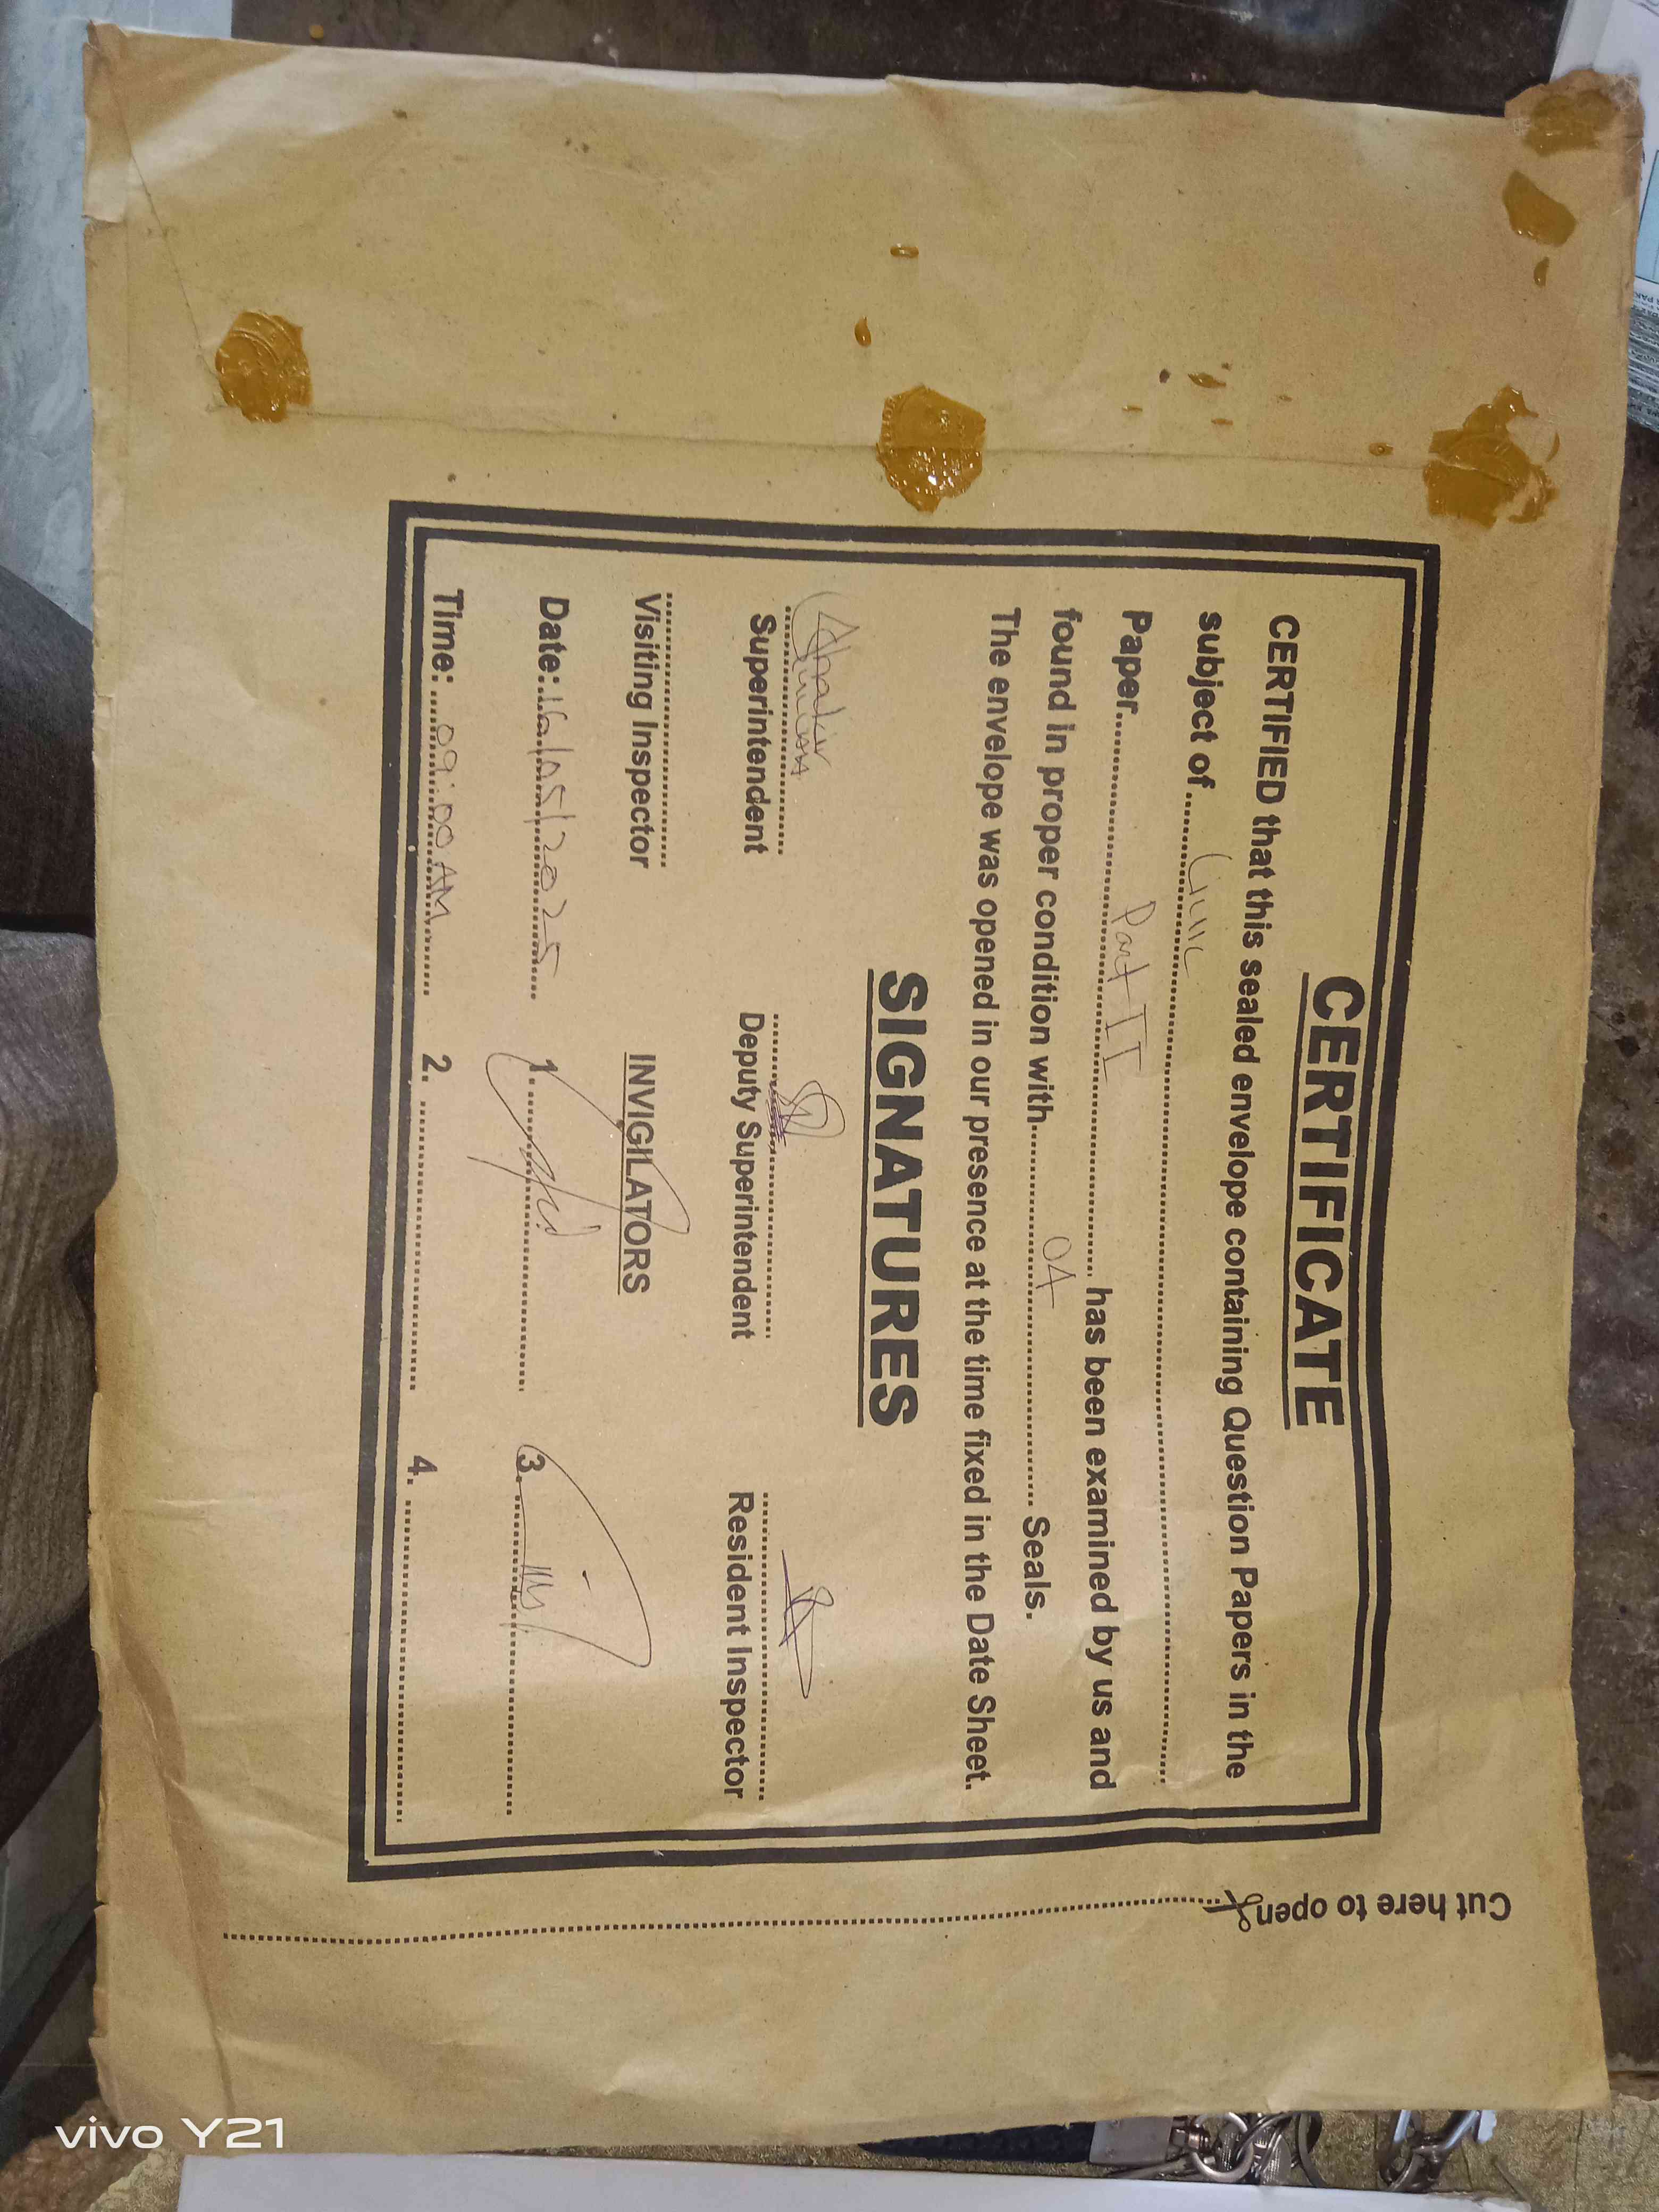 CERTIFICATE
CERTIFIED that this sealed envelope containing Question Papers in the
subject of ........ Civic ........
Paper ........ Part II ........ has been examined by us and
found in proper condition with ........ 04 ........ Seals.
The envelope was opened in our presence at the time fixed in the Date Sheet.
SIGNATURES
Superintendent Deputy Superintendent Resident Inspector
Visiting Inspector INVIGILATORS
Date: 16/05/2025 1. 3.
Time: 09:00 AM 2. 4.
Cut here to open
vivo Y21